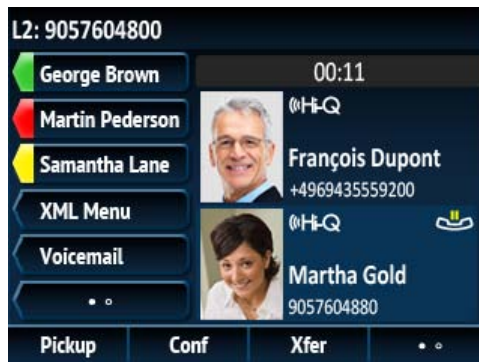 L2: 9057604800
George Brown
Martin Pederson
Samantha Lane
XML Menu
Voicemail
00:11
Hi-Q
François Dupont
+4969435559200
Hi-Q
Martha Gold
9057604880
Pickup Conf Xfer